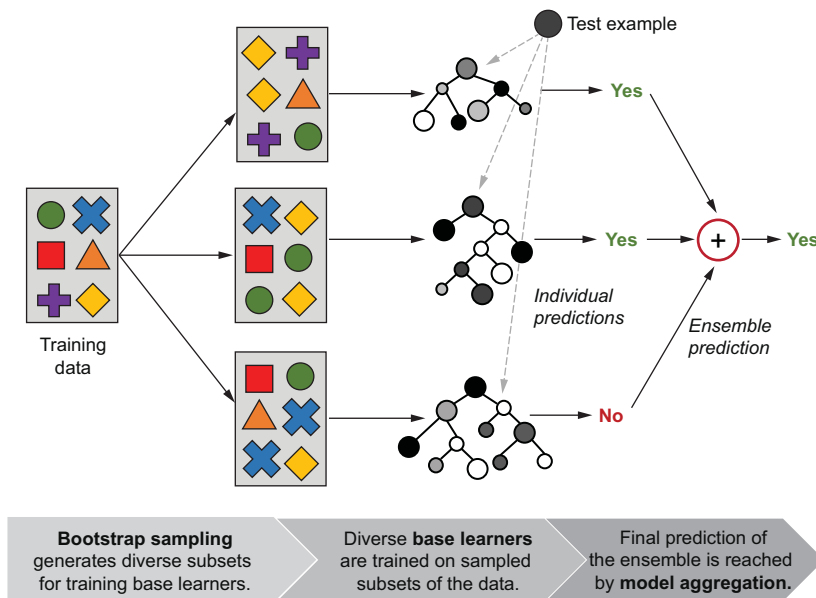 Test example
Yes
Training
data
Yes
+
Yes
Individual
predictions
Ensemble
prediction
No
Bootstrap sampling
generates diverse subsets
for training base learners.
Diverse base learners
are trained on sampled
subsets of the data.
Final prediction of
the ensemble is reached
by model aggregation.